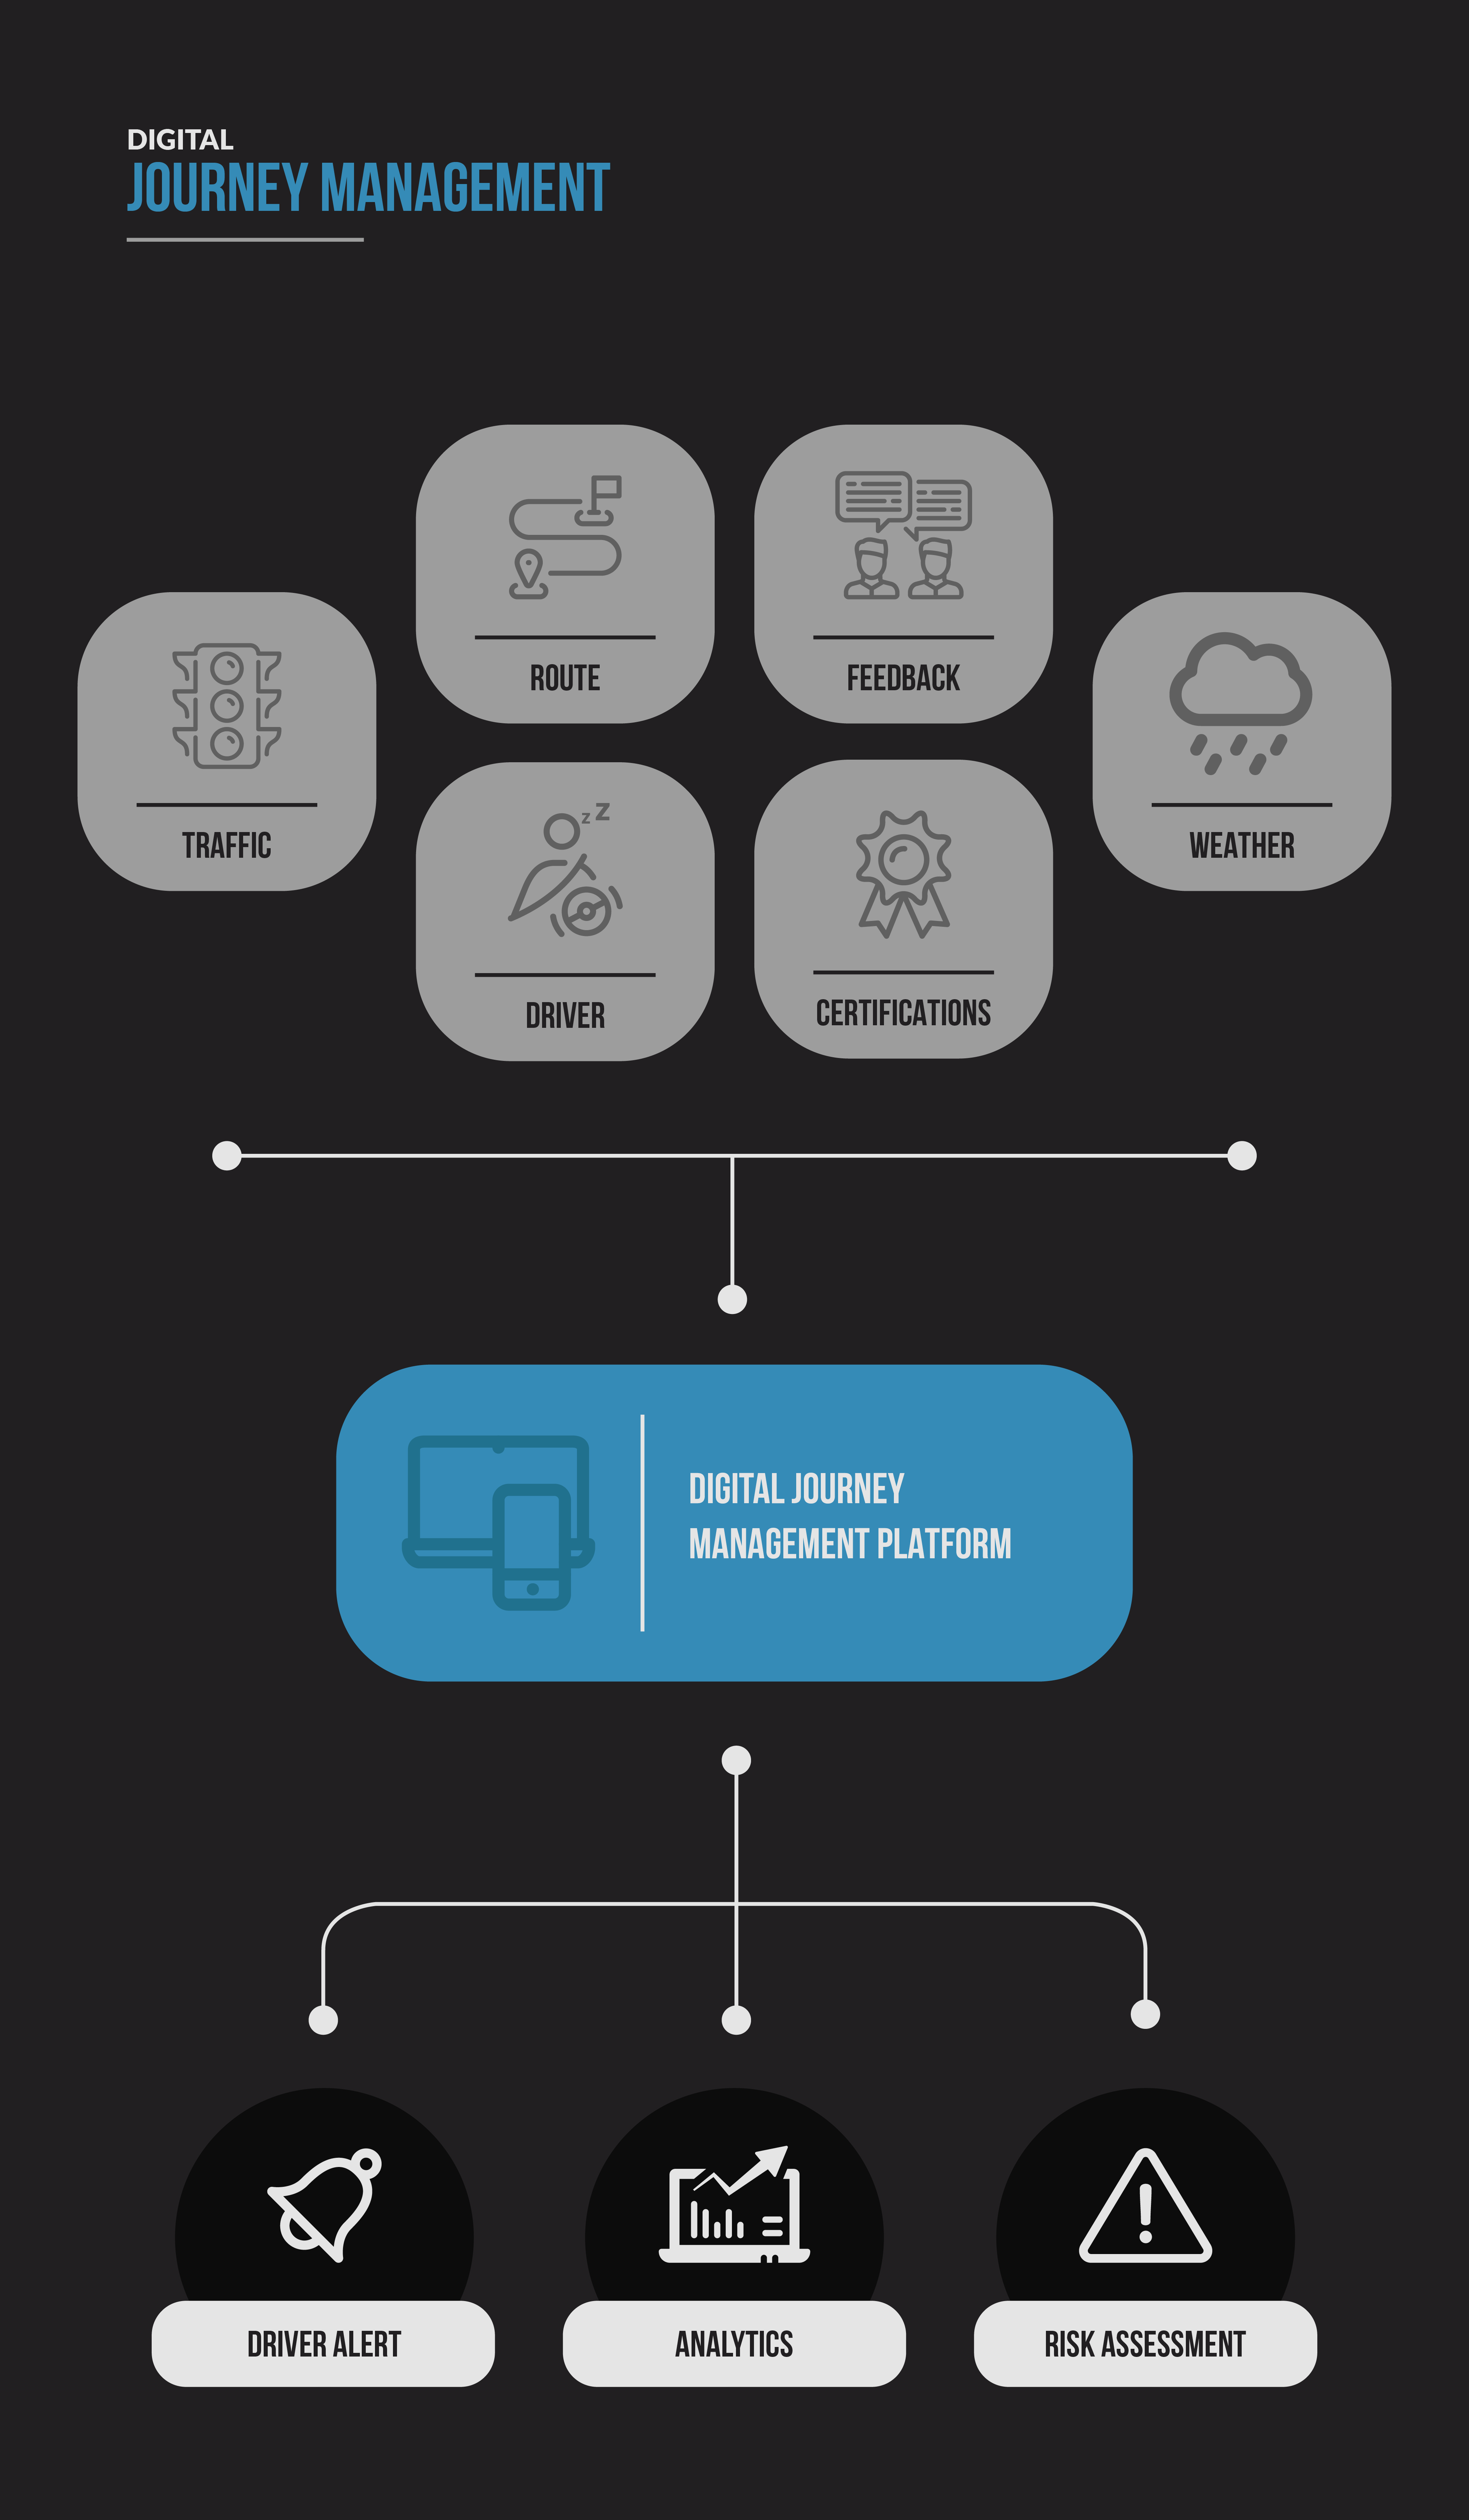 DIGITAL
JOURNEY MANAGEMENT
ROUTE
FEEDBACK
TRAFFIC
WEATHER
z Z
DRIVER
CERTIFICATIONS
DIGITAL JOURNEY
MANAGEMENT PLATFORM
DRIVER ALERT
ANALYTICS
RISK ASSESSMENT